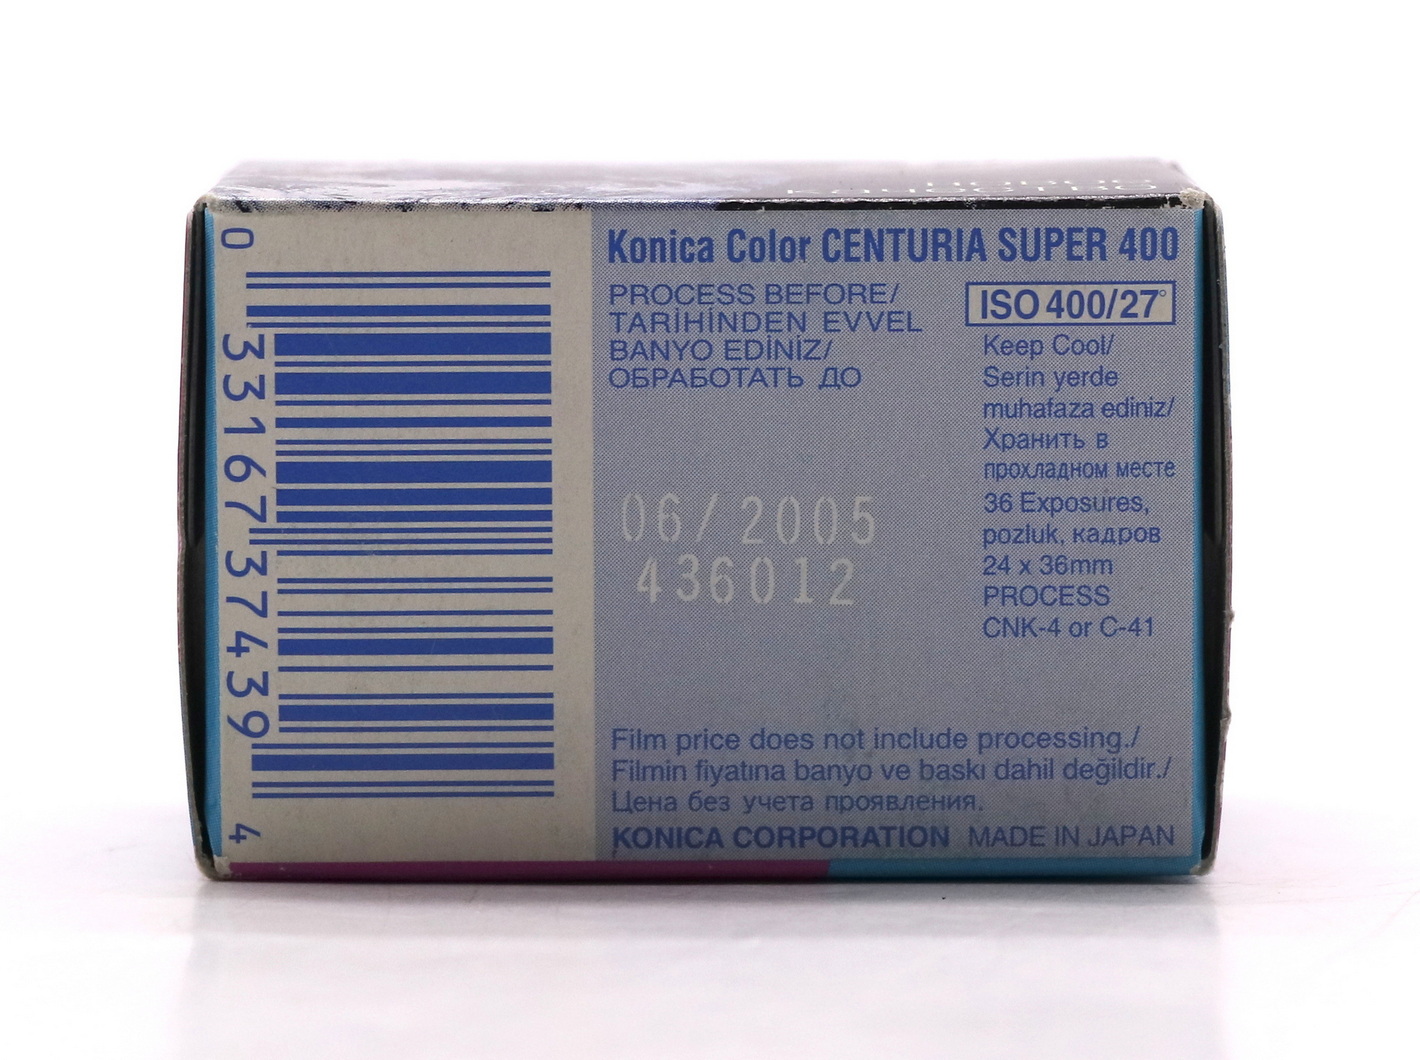 Konica Color CENTURIA SUPER 400
PROCESS BEFORE/
TARİHİNDEN EVVEL
BANYO EDİNİZ/
ОБРАБОТАТЬ ДО
ISO 400/27°
Keep Cool/
Serin yerde
muhafaza ediniz/
Хранить в
прохладном месте
36 Exposures,
pozluk, кадров
24 x 36mm
PROCESS
CNK-4 or C-41
06/2005
436012
Film price does not include processing./
Filmin fiyatına banyo ve baskı dahil değildir./
Цена без учета проявления.
KONICA CORPORATION MADE IN JAPAN
0 33167 37439 4